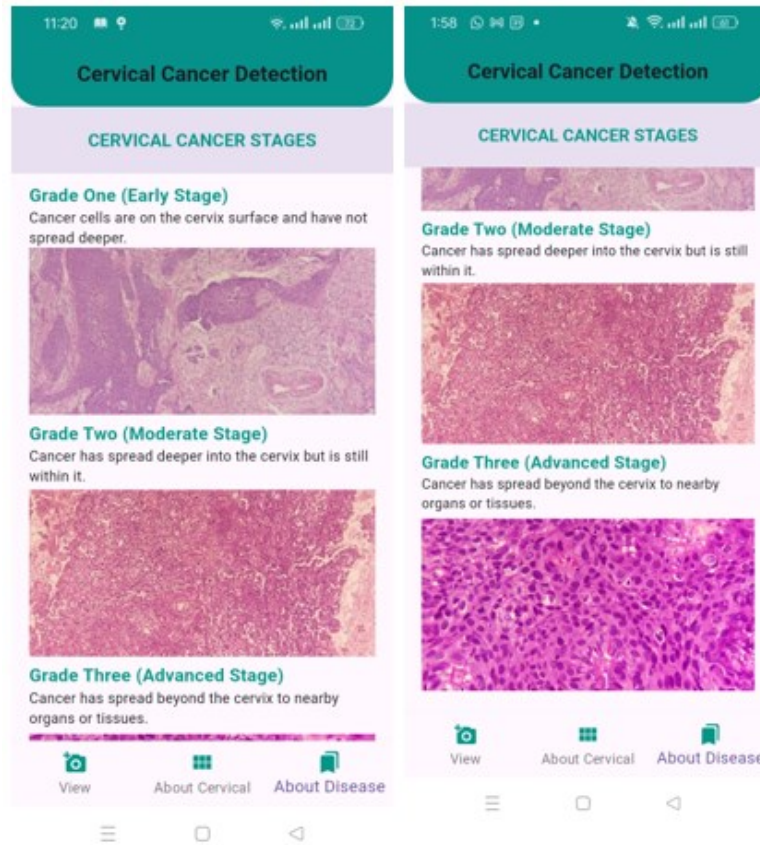 11:20
72
Cervical Cancer Detection
CERVICAL CANCER STAGES
Grade One (Early Stage)
Cancer cells are on the cervix surface and have not
spread deeper.
Grade Two (Moderate Stage)
Cancer has spread deeper into the cervix but is still
within it.
Grade Three (Advanced Stage)
Cancer has spread beyond the cervix to nearby
organs or tissues.
View
About Cervical
About Disease
1:58
Cervical Cancer Detection
CERVICAL CANCER STAGES
Grade Two (Moderate Stage)
Cancer has spread deeper into the cervix but is still
within it.
Grade Three (Advanced Stage)
Cancer has spread beyond the cervix to nearby
organs or tissues.
View
About Cervical
About Disease